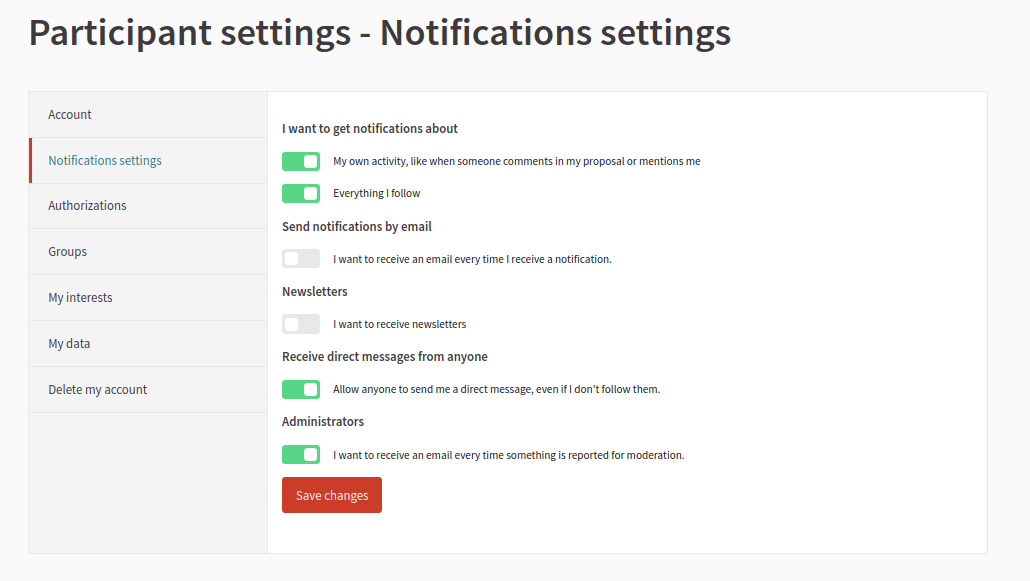 Participant settings - Notifications settings
Account
Notifications settings
Authorizations
Groups
My interests
My data
Delete my account
I want to get notifications about
My own activity, like when someone comments in my proposal or mentions me
Everything I follow
Send notifications by email
I want to receive an email every time I receive a notification.
Newsletters
I want to receive newsletters
Receive direct messages from anyone
Allow anyone to send me a direct message, even if I don't follow them.
Administrators
I want to receive an email every time something is reported for moderation.
Save changes